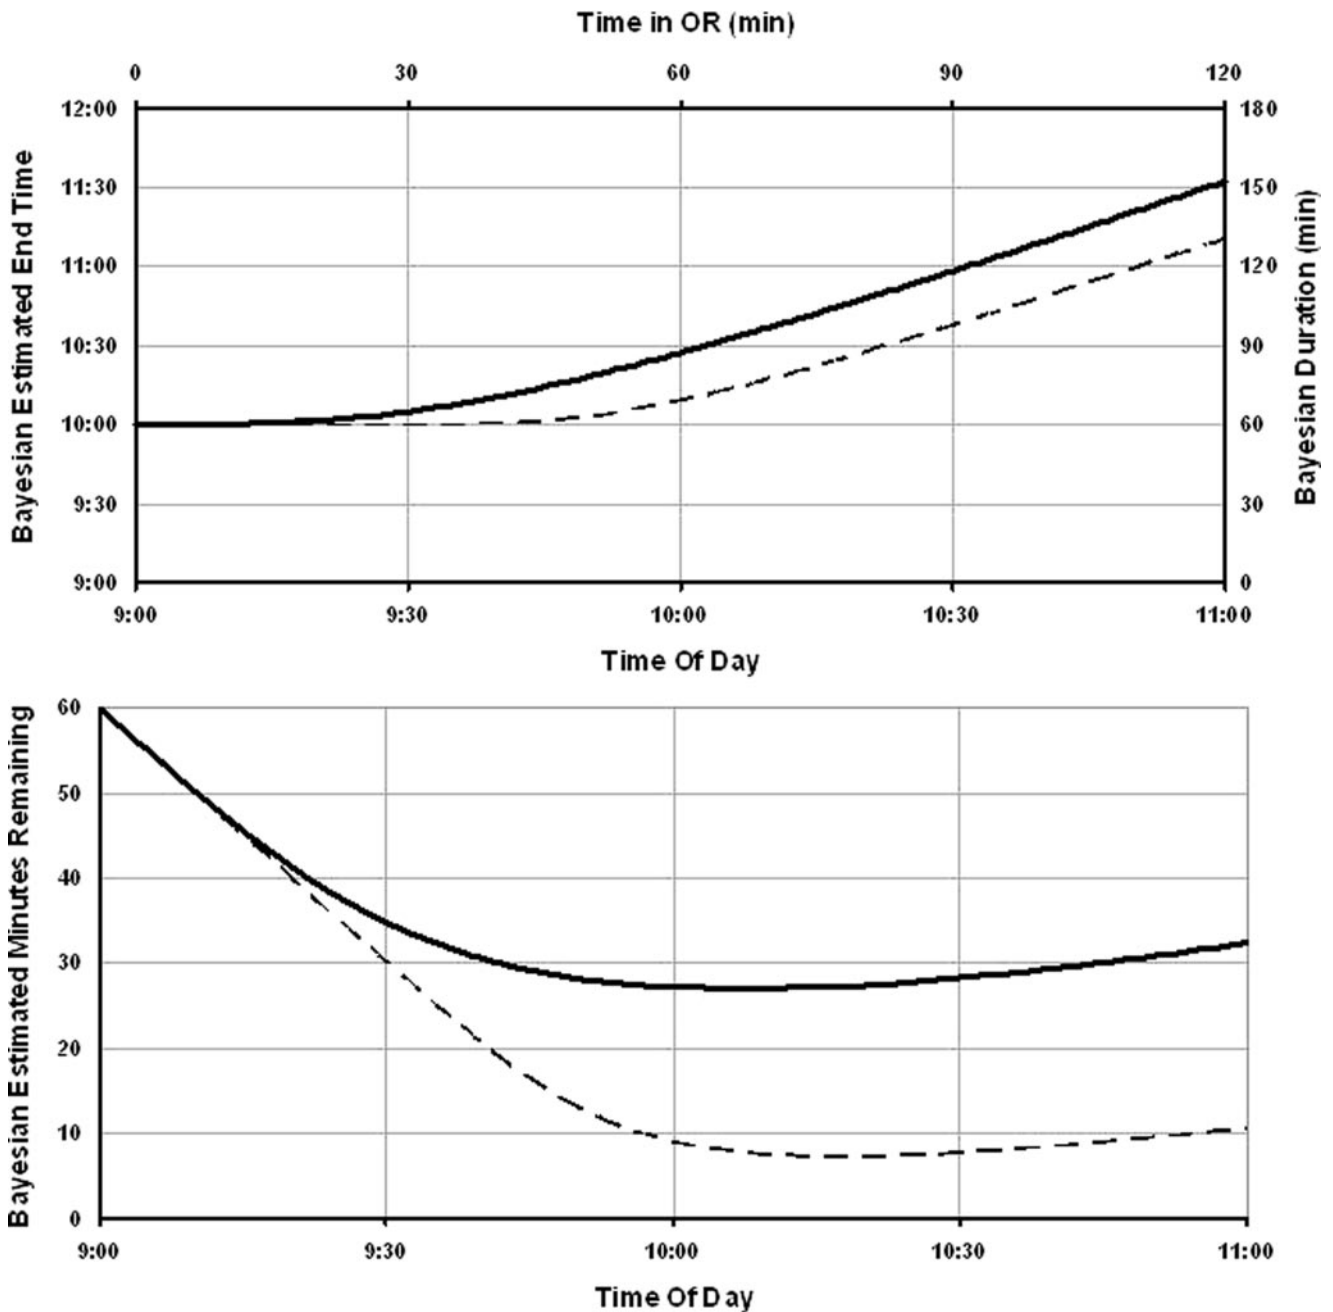 Time in OR (min)
0 30 60 90 120
Bayesian Estimated End Time
12:00
11:30
11:00
10:30
10:00
9:30
9:00
180
150
120
90
60
30
0
Bayesian Duration (min)
9:00 9:30 10:00 10:30 11:00
Time Of Day
Bayesian Estimated Minutes Remaining
60
50
40
30
20
10
0
9:00 9:30 10:00 10:30 11:00
Time Of Day